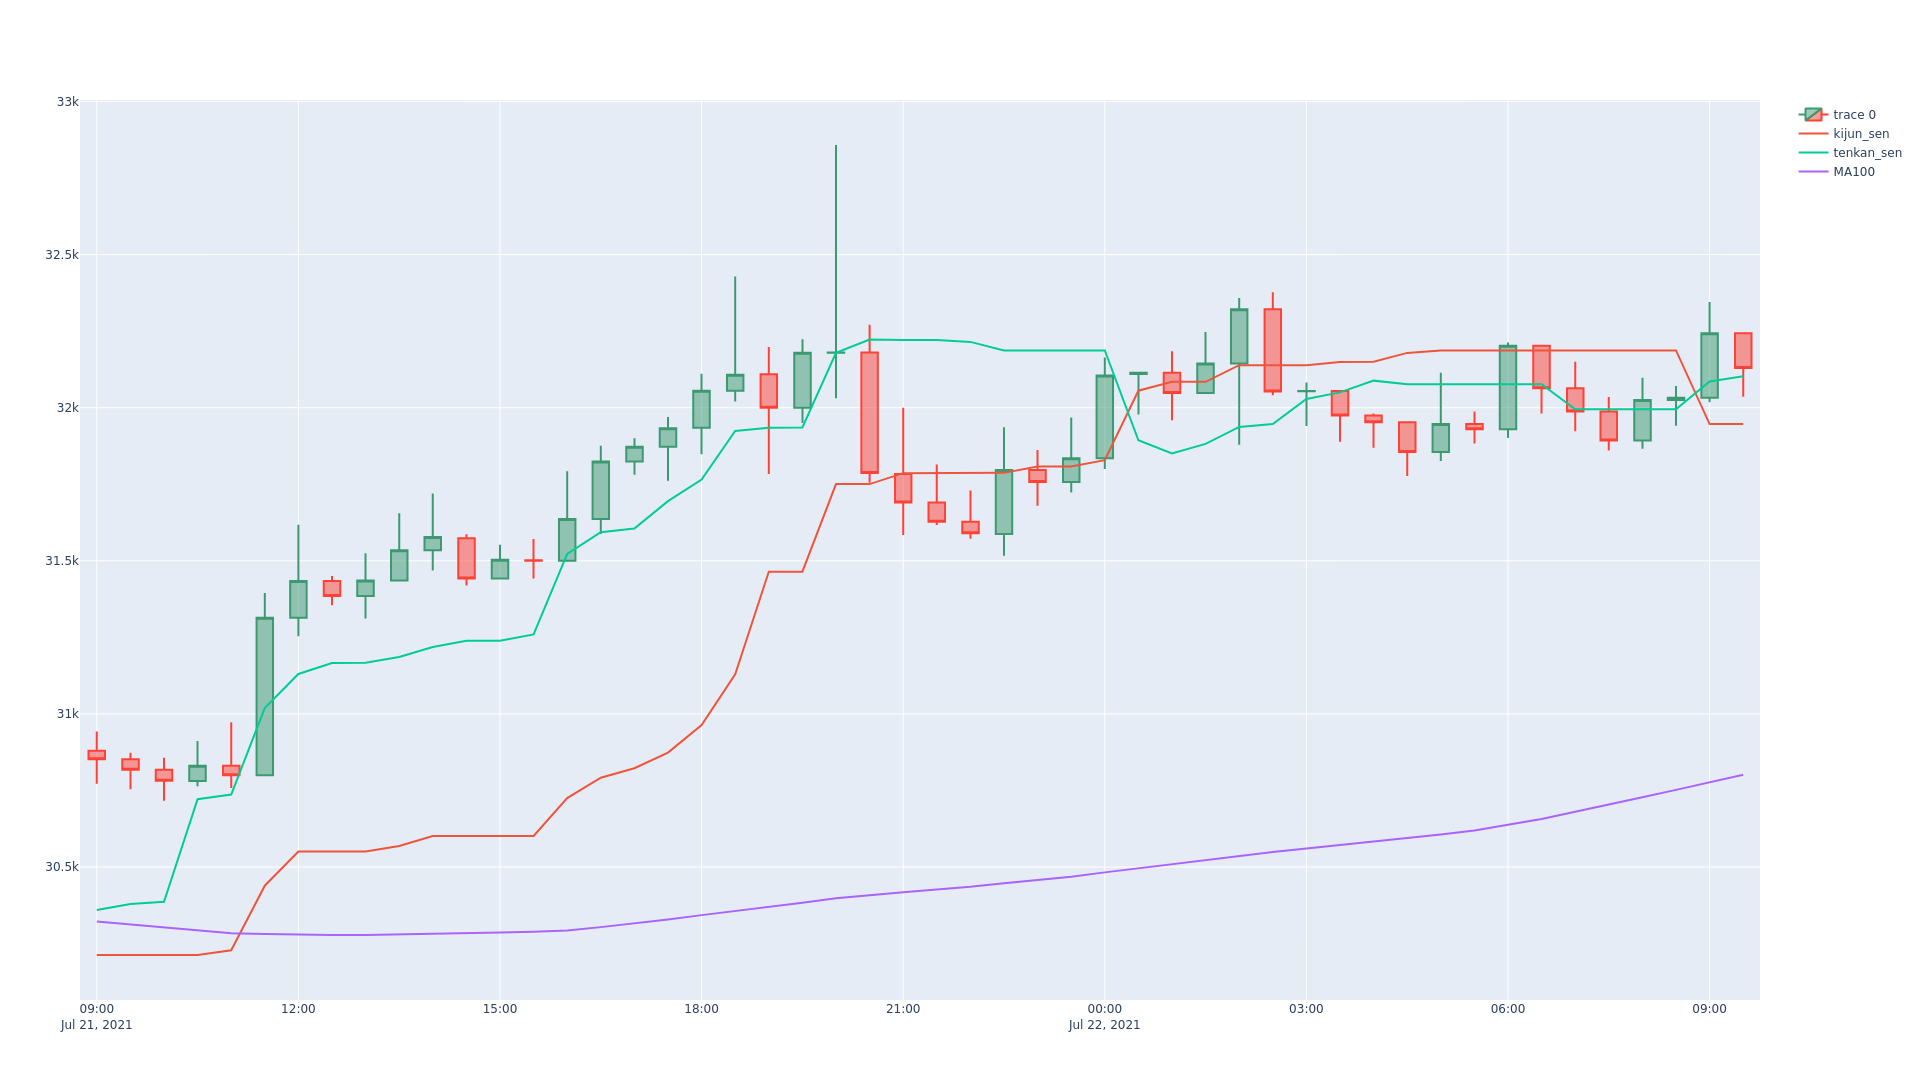 33k
32.5k
32k
31.5k
31k
30.5k
09:00
Jul 21, 2021
12:00
15:00
18:00
21:00
00:00
Jul 22, 2021
03:00
06:00
09:00
trace 0
kijun_sen
tenkan_sen
MA100